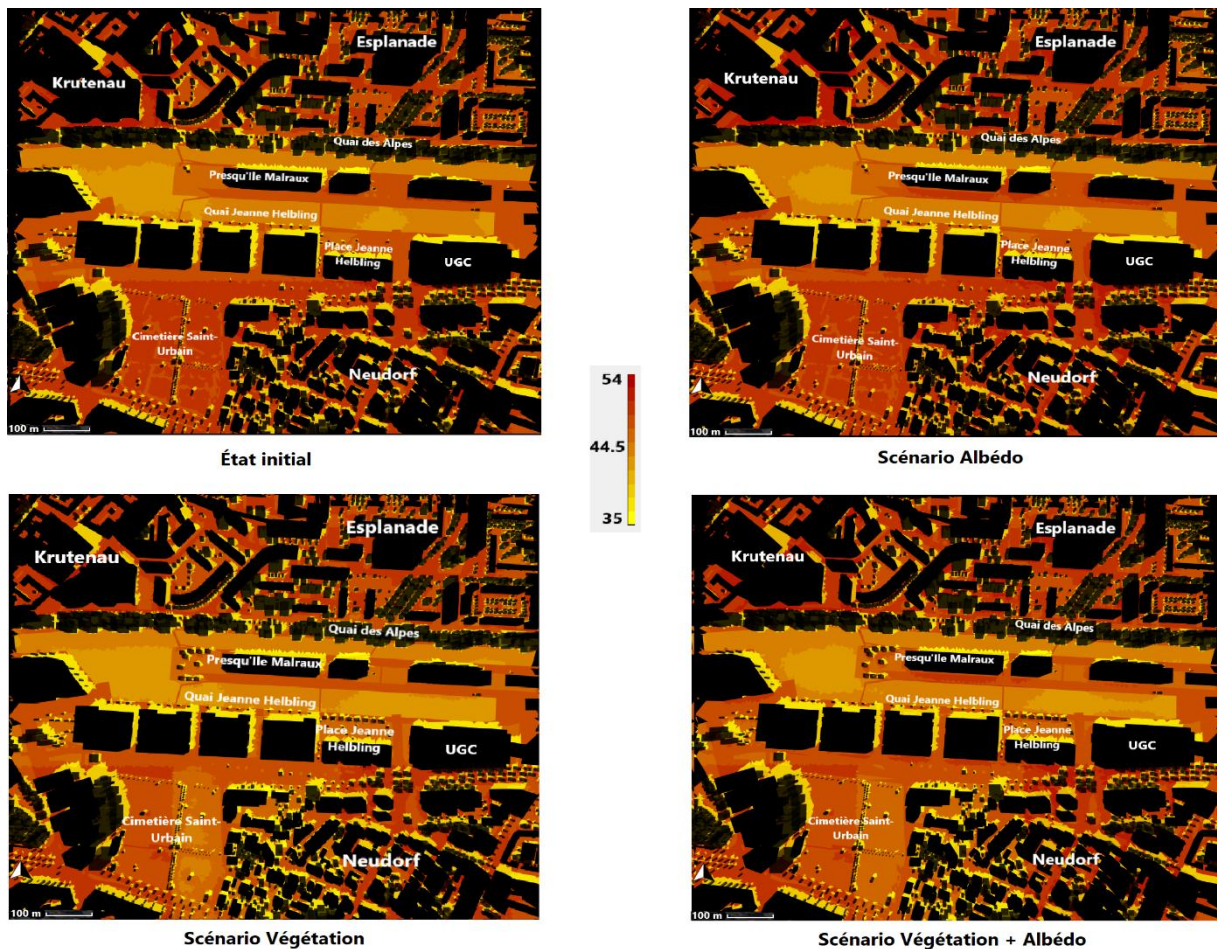 Esplanade
Krutenau
Quai des Alpes
Presqu'Ile Malraux
Quai Jeanne Helbling
Place Jeanne
Helbling
UGC
Cimetière Saint-
Urbain
Neudorf
100 m
État initial
Esplanade
Krutenau
Quai des Alpes
Presqu'Ile Malraux
Quai Jeanne Helbling
Place Jeanne
Helbling
UGC
Cimetière Saint-
Urbain
Neudorf
100 m
Scénario Albédo
54
44.5
35
Esplanade
Krutenau
Quai des Alpes
Presqu'Ile Malraux
Quai Jeanne Helbling
Place Jeanne
Helbling
UGC
Cimetière Saint-
Urbain
Neudorf
100 m
Scénario Végétation
Esplanade
Krutenau
Quai des Alpes
Presqu'Ile Malraux
Quai Jeanne Helbling
Place Jeanne
Helbling
UGC
Cimetière Saint-
Urbain
Neudorf
100 m
Scénario Végétation + Albédo